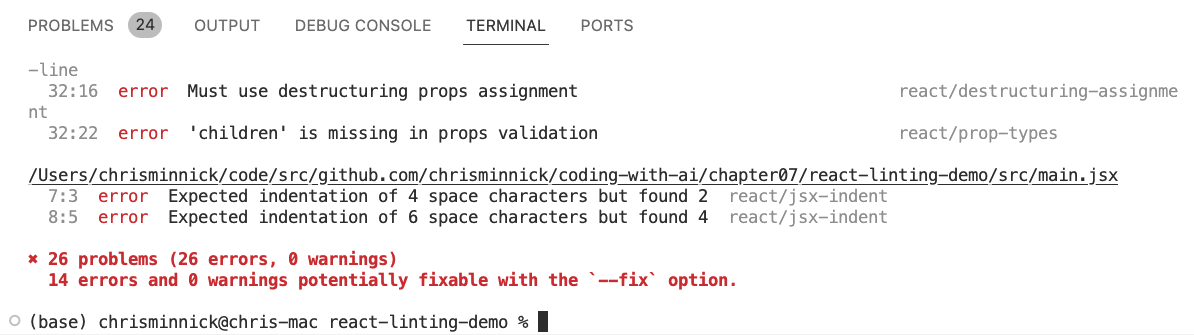 PROBLEMS 24 OUTPUT DEBUG CONSOLE TERMINAL PORTS
-line
32:16 error Must use destructuring props assignment react/destructuring-assignme
nt
32:22 error 'children' is missing in props validation react/prop-types
/Users/chrisminnick/code/src/github.com/chrisminnick/coding-with-ai/chapter07/react-linting-demo/src/main.jsx
7:3 error Expected indentation of 4 space characters but found 2 react/jsx-indent
8:5 error Expected indentation of 6 space characters but found 4 react/jsx-indent
✖ 26 problems (26 errors, 0 warnings)
14 errors and 0 warnings potentially fixable with the `--fix` option.
(base) chrisminnick@chris-mac react-linting-demo %